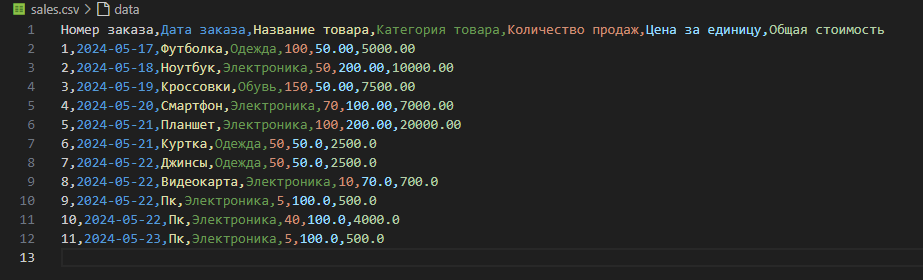 sales.csv > data
1 Номер заказа,Дата заказа,Название товара,Категория товара,Количество продаж,Цена за единицу,Общая стоимость
2 1,2024-05-17,Футболка,Одежда,100,50.00,5000.00
3 2,2024-05-18,Ноутбук,Электроника,50,200.00,10000.00
4 3,2024-05-19,Кроссовки,Обувь,150,50.00,7500.00
5 4,2024-05-20,Смартфон,Электроника,70,100.00,7000.00
6 5,2024-05-21,Планшет,Электроника,100,200.00,20000.00
7 6,2024-05-21,Куртка,Одежда,50,50.0,2500.0
8 7,2024-05-22,Джинсы,Одежда,50,50.0,2500.0
9 8,2024-05-22,Видеокарта,Электроника,10,70.0,700.0
10 9,2024-05-22,Пк,Электроника,5,100.0,500.0
11 10,2024-05-22,Пк,Электроника,40,100.0,4000.0
12 11,2024-05-23,Пк,Электроника,5,100.0,500.0
13